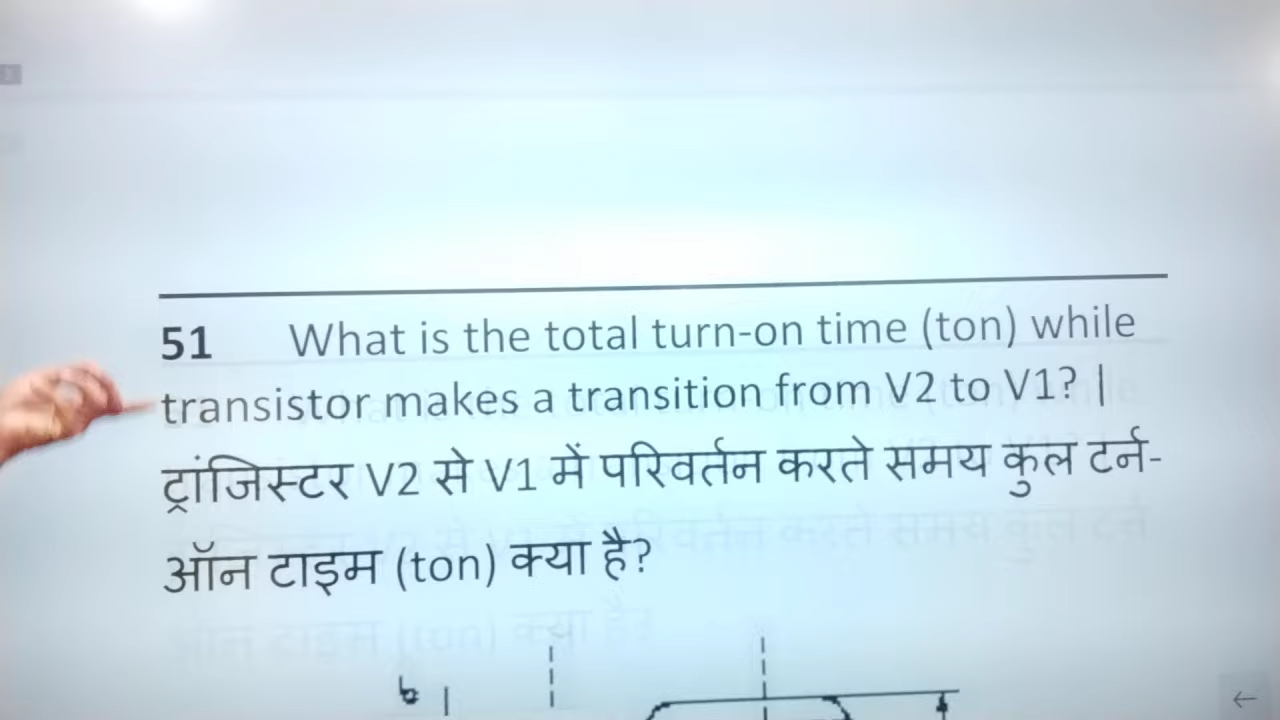 51 What is the total turn-on time (ton) while
transistor makes a transition from V2 to V1? |
ट्रांजिस्टर V2 से V1 में परिवर्तन करते समय कुल टर्न-
ऑन टाइम (ton) क्या है?